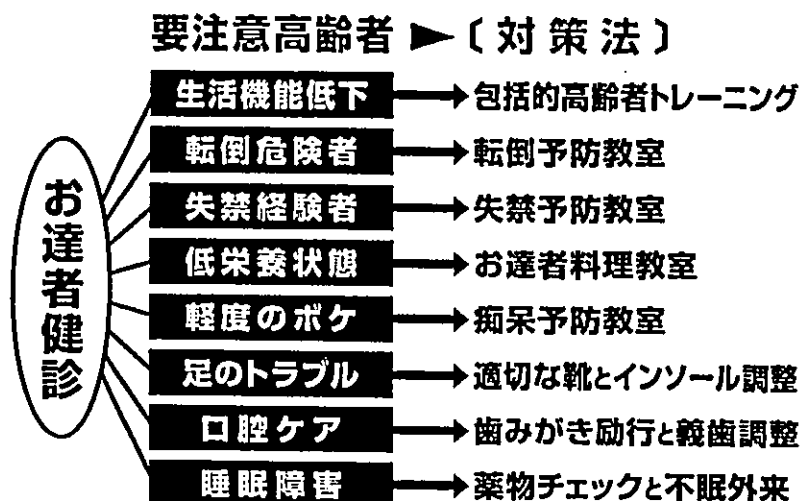 要注意高齢者 ▶〔対策法〕
お達者健診
生活機能低下 → 包括的高齢者トレーニング
転倒危険者 → 転倒予防教室
失禁経験者 → 失禁予防教室
低栄養状態 → お達者料理教室
軽度のボケ → 痴呆予防教室
足のトラブル → 適切な靴とインソール調整
口腔ケア → 歯みがき励行と義歯調整
睡眠障害 → 薬物チェックと不眠外来